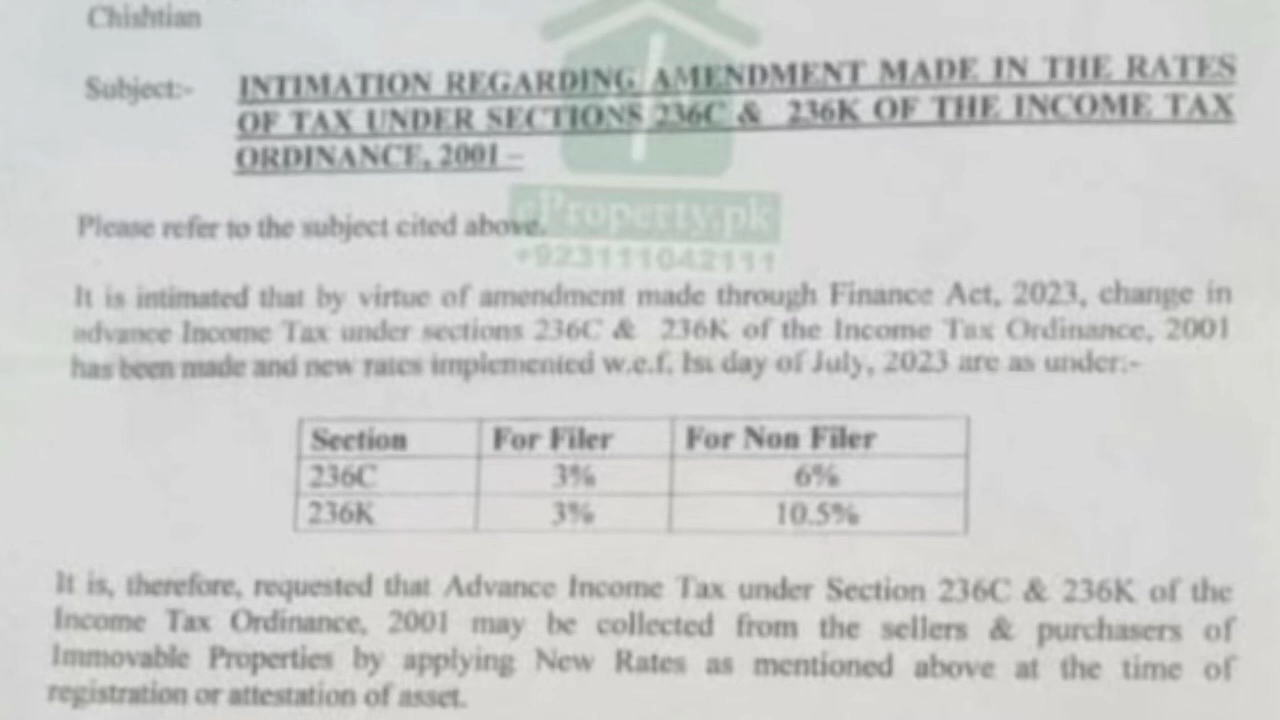 Chishtian
Subject:- INTIMATION REGARDING AMENDMENT MADE IN THE RATES
OF TAX UNDER SECTIONS 236C & 236K OF THE INCOME TAX
ORDINANCE, 2001 –
Please refer to the subject cited above.
eProperty.pk
+923111042111
It is intimated that by virtue of amendment made through Finance Act, 2023, change in
advance Income Tax under sections 236C & 236K of the Income Tax Ordinance, 2001
has been made and new rates implemented w.e.f. 1st day of July, 2023 are as under:-
Section For Filer For Non Filer
236C 3% 6%
236K 3% 10.5%
It is, therefore, requested that Advance Income Tax under Section 236C & 236K of the
Income Tax Ordinance, 2001 may be collected from the sellers & purchasers of
Immovable Properties by applying New Rates as mentioned above at the time of
registration or attestation of asset.